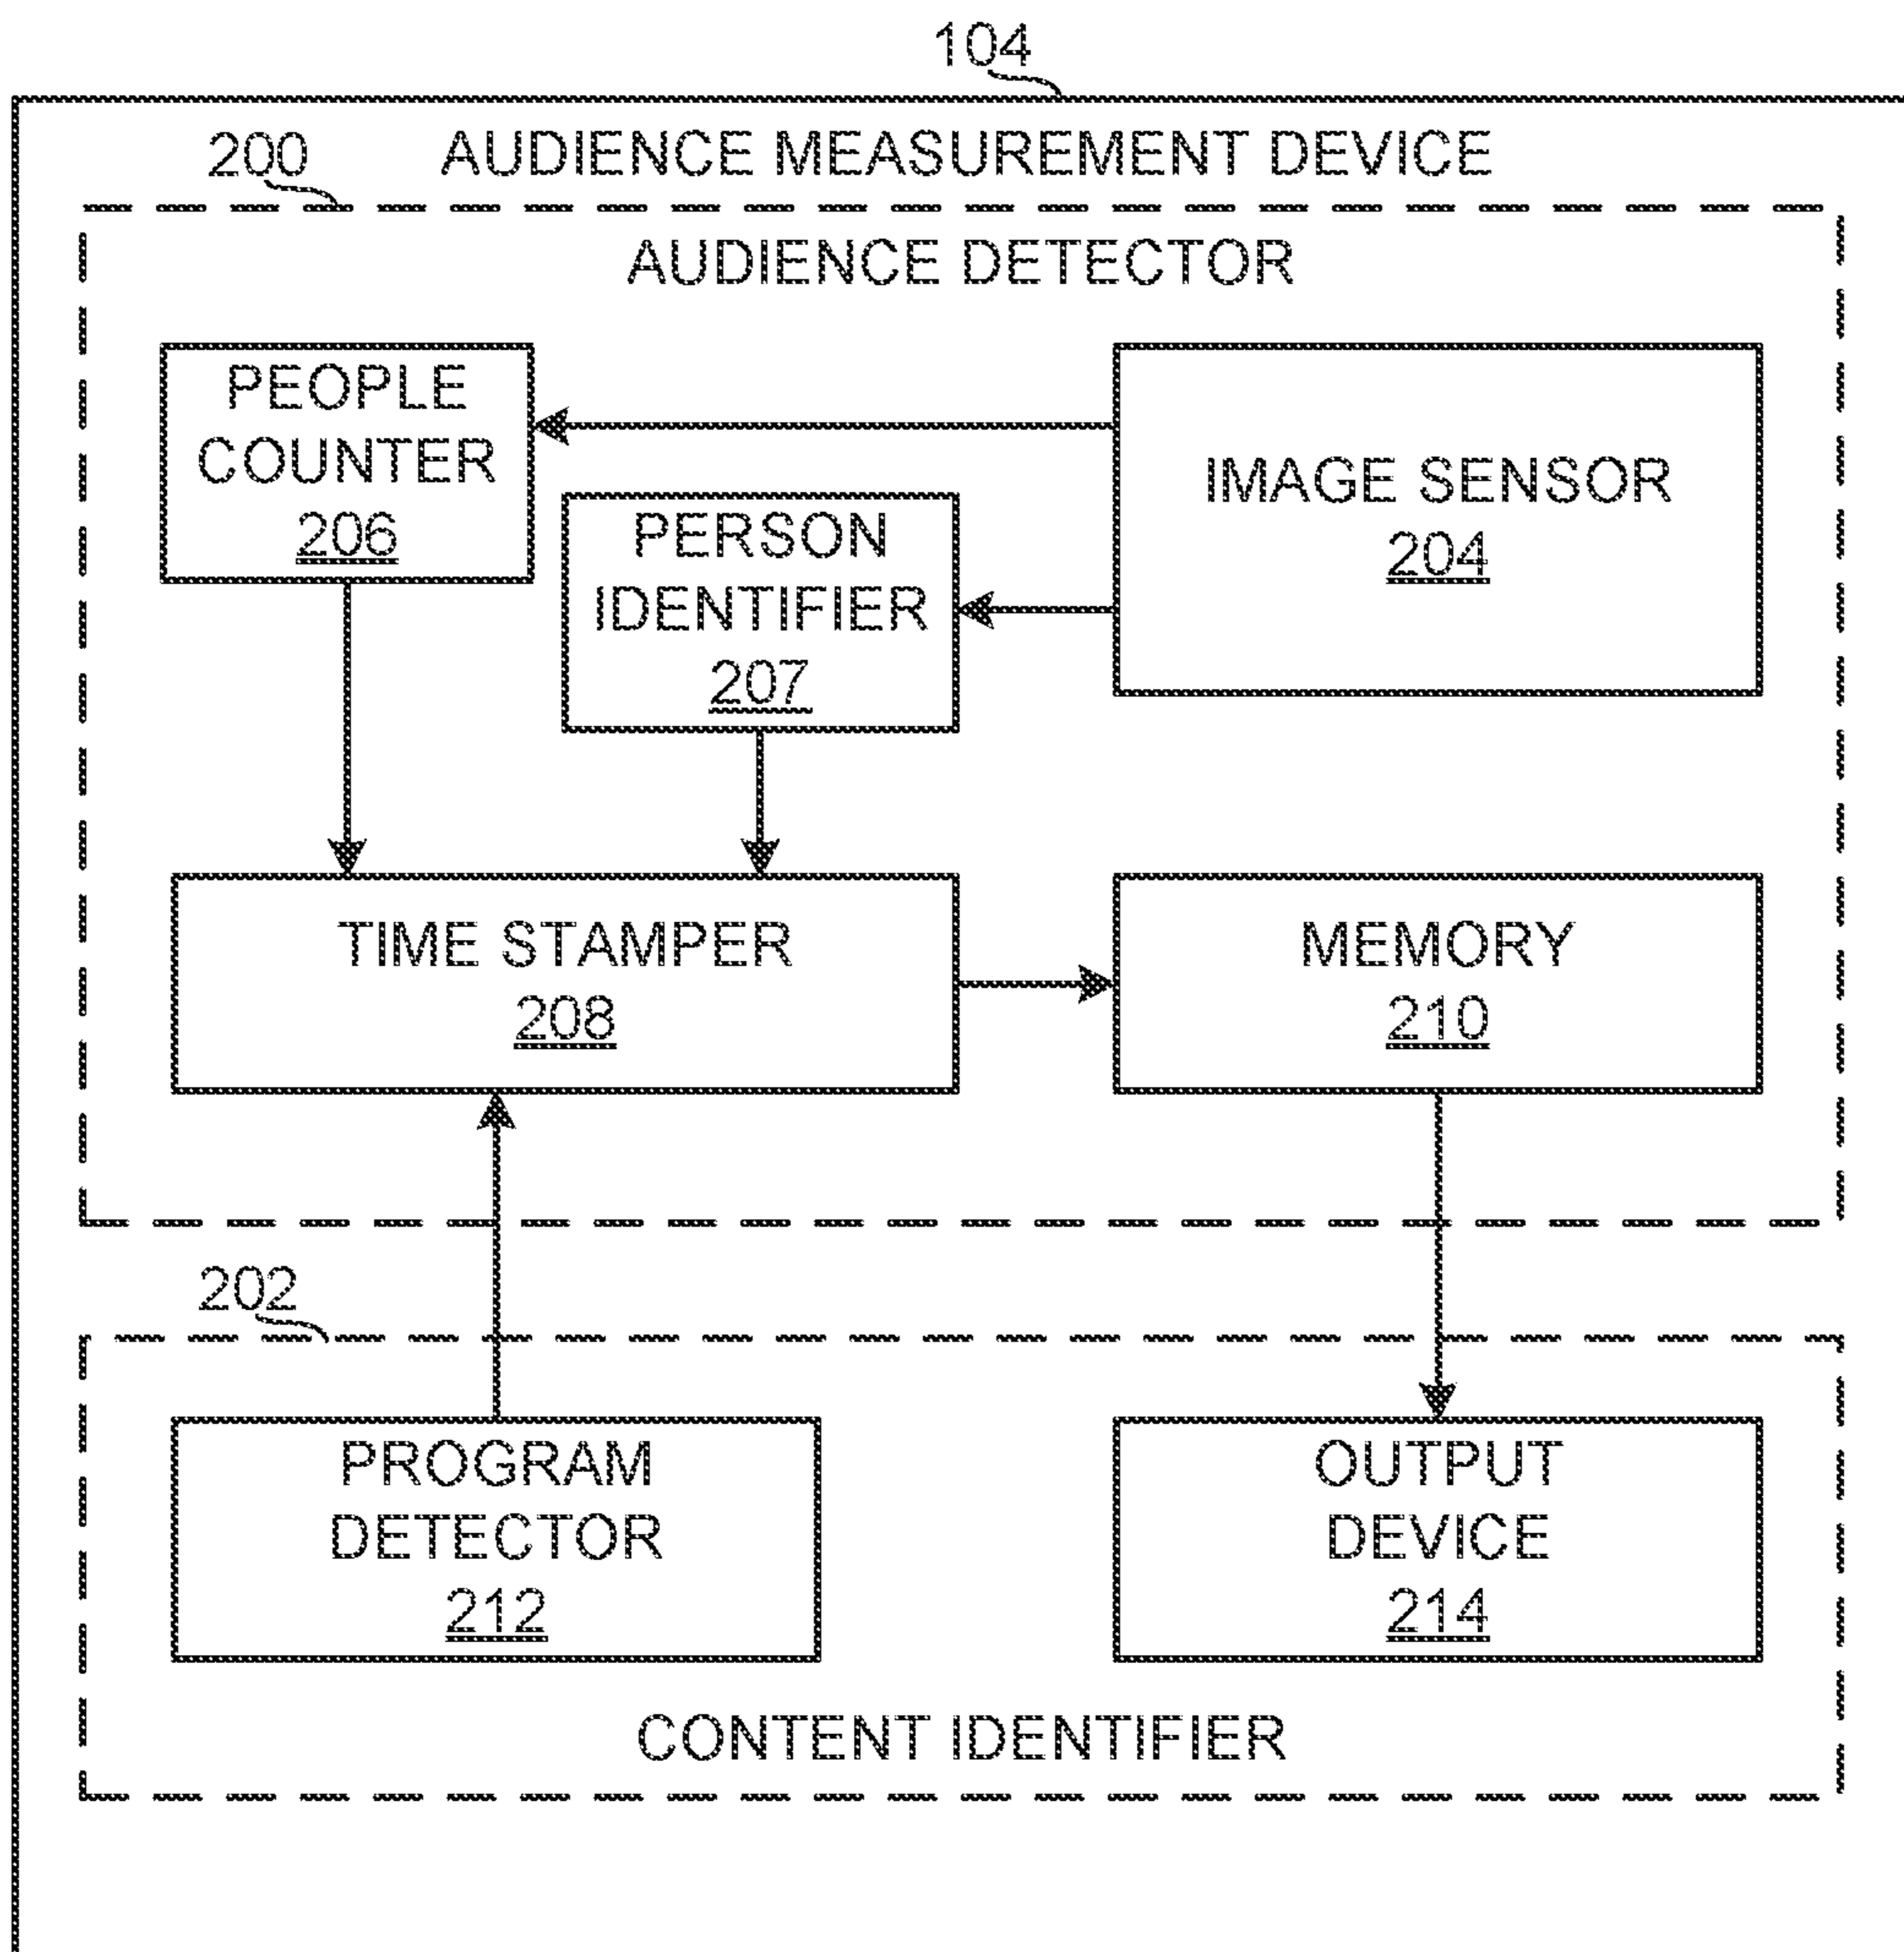 104
200
AUDIENCE MEASUREMENT DEVICE
AUDIENCE DETECTOR
PEOPLE
COUNTER
206
IMAGE SENSOR
204
PERSON
IDENTIFIER
207
TIME STAMPER
208
MEMORY
210
202
PROGRAM
DETECTOR
212
OUTPUT
DEVICE
214
CONTENT IDENTIFIER